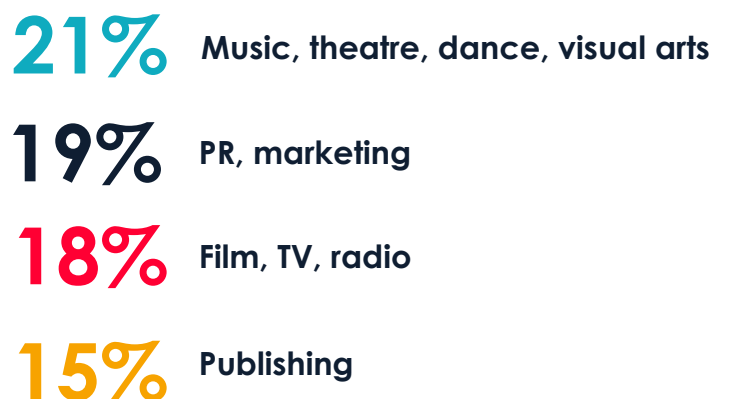 21% Music, theatre, dance, visual arts
19% PR, marketing
18% Film, TV, radio
15% Publishing